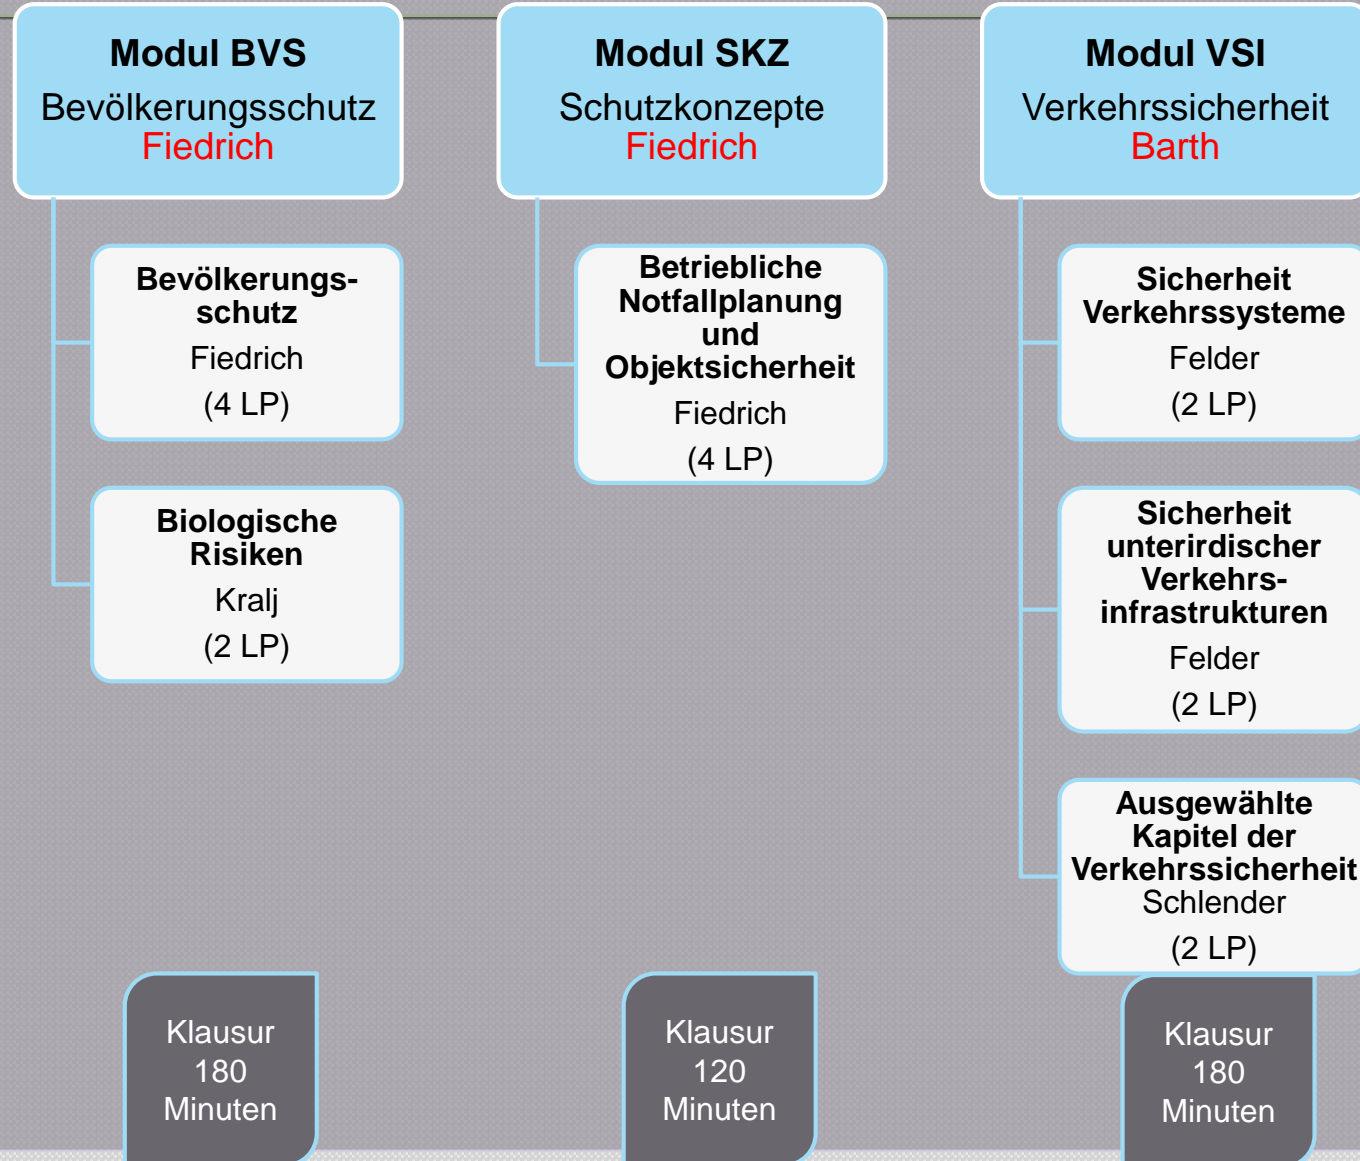 Modul BVS
Bevölkerungsschutz
Fiedrich
Bevölkerungs-
schutz
Fiedrich
(4 LP)
Biologische
Risiken
Kralj
(2 LP)
Klausur
180
Minuten
Modul SKZ
Schutzkonzepte
Fiedrich
Betriebliche
Notfallplanung
und
Objektsicherheit
Fiedrich
(4 LP)
Klausur
120
Minuten
Modul VSI
Verkehrssicherheit
Barth
Sicherheit
Verkehrssysteme
Felder
(2 LP)
Sicherheit
unterirdischer
Verkehrs-
infrastrukturen
Felder
(2 LP)
Ausgewählte
Kapitel der
Verkehrssicherheit
Schlender
(2 LP)
Klausur
180
Minuten